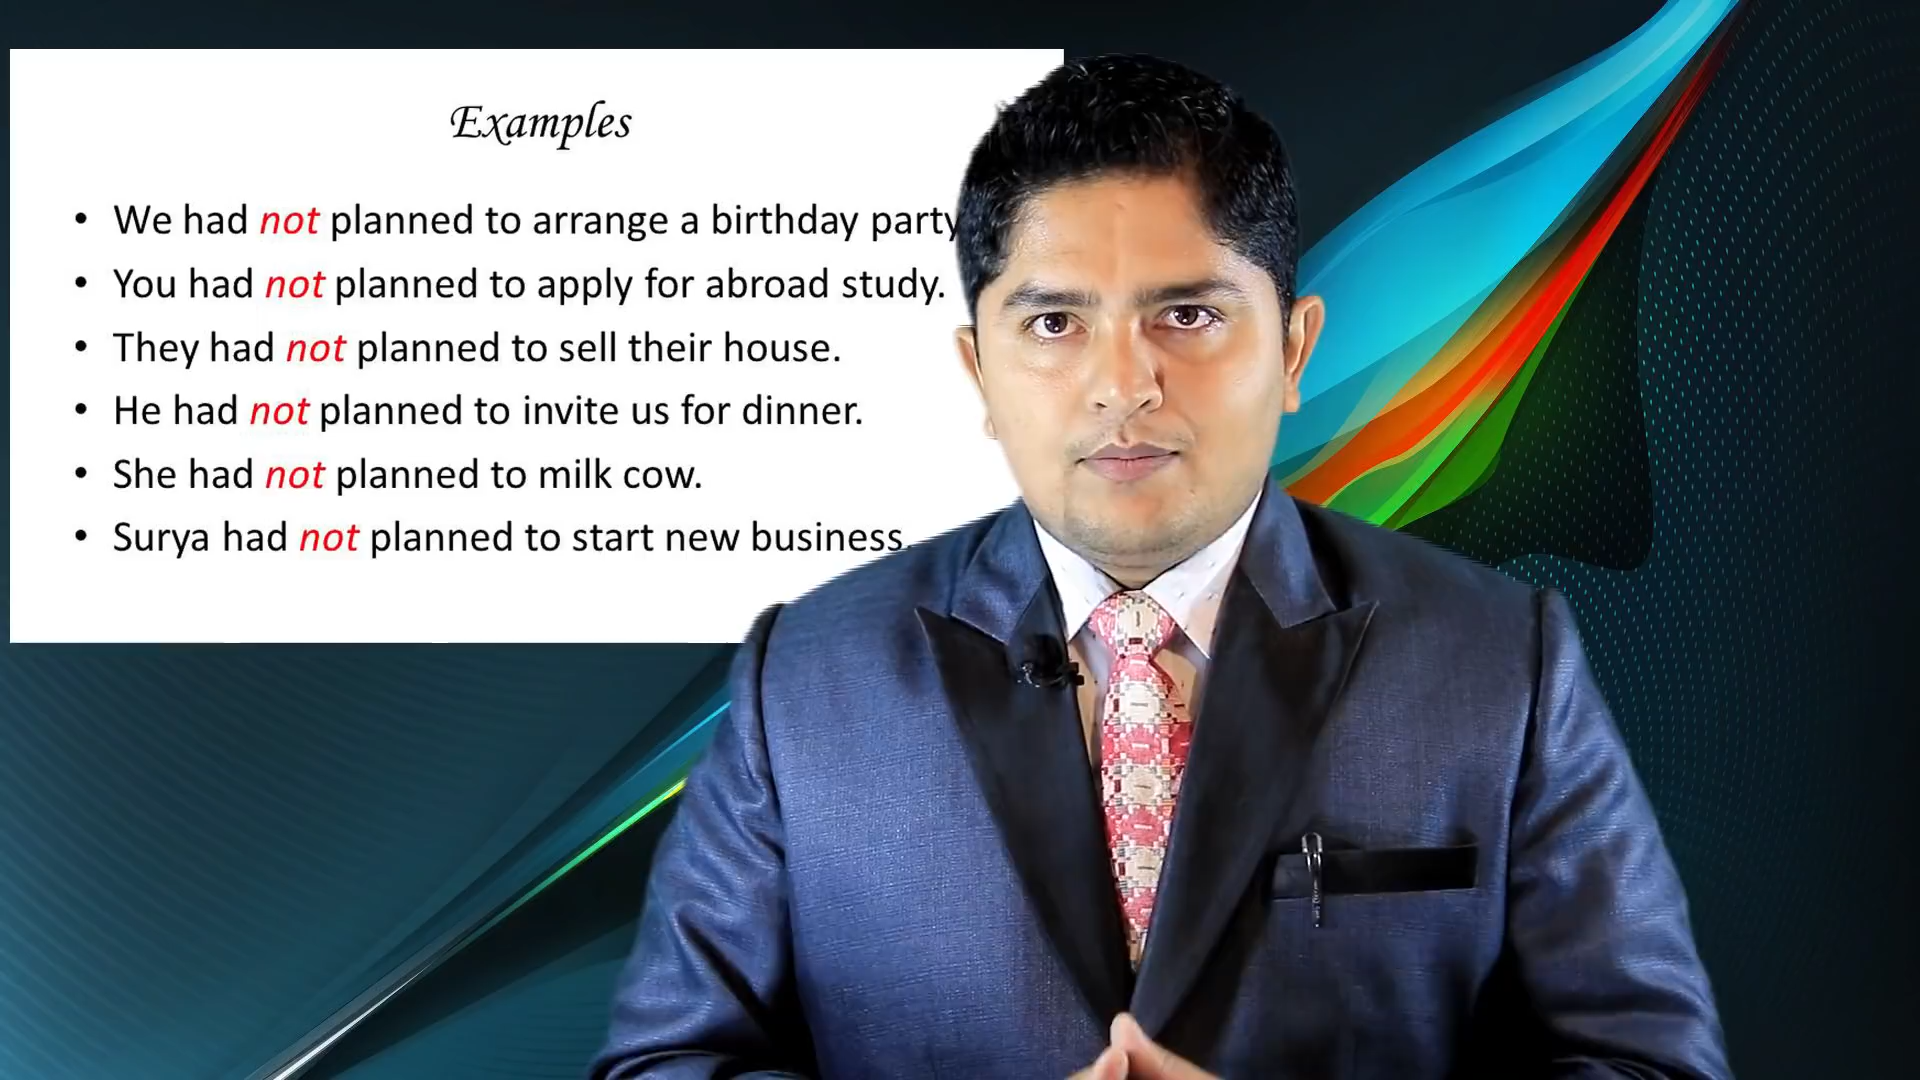 Examples
• We had not planned to arrange a birthday party
• You had not planned to apply for abroad study.
• They had not planned to sell their house.
• He had not planned to invite us for dinner.
• She had not planned to milk cow.
• Surya had not planned to start new business.